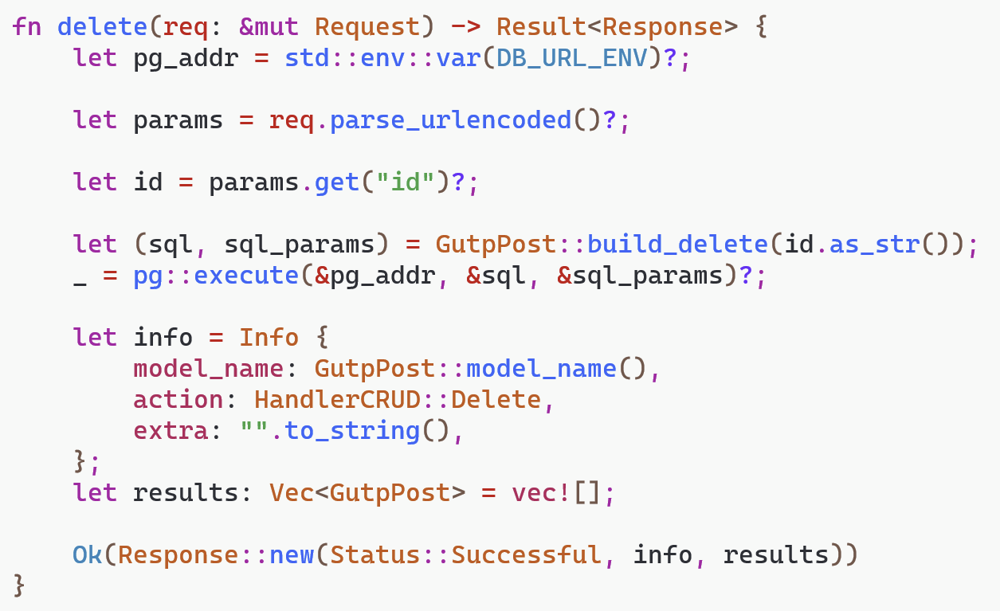 fn delete(req: &mut Request) -> Result<Response> {
    let pg_addr = std::env::var(DB_URL_ENV)?;

    let params = req.parse_urlencoded()?;

    let id = params.get("id")?;

    let (sql, sql_params) = GutpPost::build_delete(id.as_str());
    _ = pg::execute(&pg_addr, &sql, &sql_params)?;

    let info = Info {
        model_name: GutpPost::model_name(),
        action: HandlerCRUD::Delete,
        extra: "".to_string(),
    };
    let results: Vec<GutpPost> = vec![];

    Ok(Response::new(Status::Successful, info, results))
}